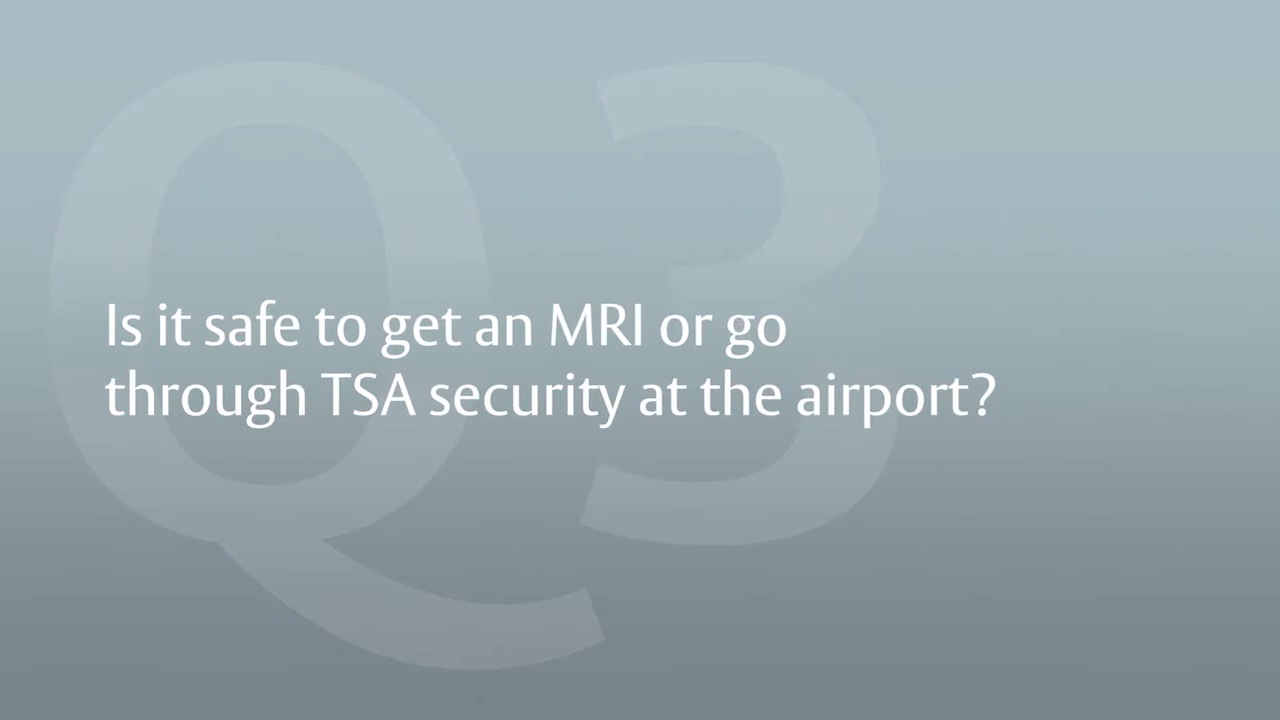 Q3
Is it safe to get an MRI or go
through TSA security at the airport?